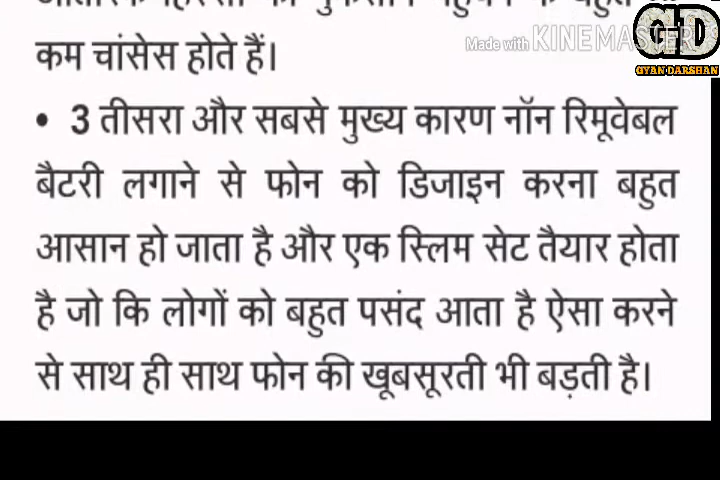 कम चांसेस होते हैं।
• 3 तीसरा और सबसे मुख्य कारण नॉन रिमूवेबल
बैटरी लगाने से फोन को डिजाइन करना बहुत
आसान हो जाता है और एक स्लिम सेट तैयार होता
है जो कि लोगों को बहुत पसंद आता है ऐसा करने
से साथ ही साथ फोन की खूबसूरती भी बड़ती है।
Made with KINEMASTER
GD
GYAN DARSHAN